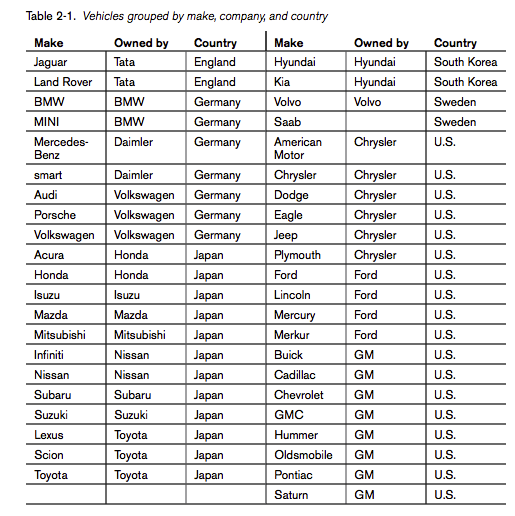 Table 2-1. Vehicles grouped by make, company, and country
Make Owned by Country Make Owned by Country
Jaguar Tata England Hyundai Hyundai South Korea
Land Rover Tata England Kia Hyundai South Korea
BMW BMW Germany Volvo Volvo Sweden
MINI BMW Germany Saab Sweden
Mercedes- Daimler Germany American Chrysler U.S.
Benz Motor
smart Daimler Germany Chrysler Chrysler U.S.
Audi Volkswagen Germany Dodge Chrysler U.S.
Porsche Volkswagen Germany Eagle Chrysler U.S.
Volkswagen Volkswagen Germany Jeep Chrysler U.S.
Acura Honda Japan Plymouth Chrysler U.S.
Honda Honda Japan Ford Ford U.S.
Isuzu Isuzu Japan Lincoln Ford U.S.
Mazda Mazda Japan Mercury Ford U.S.
Mitsubishi Mitsubishi Japan Merkur Ford U.S.
Infiniti Nissan Japan Buick GM U.S.
Nissan Nissan Japan Cadillac GM U.S.
Subaru Subaru Japan Chevrolet GM U.S.
Suzuki Suzuki Japan GMC GM U.S.
Lexus Toyota Japan Hummer GM U.S.
Scion Toyota Japan Oldsmobile GM U.S.
Toyota Toyota Japan Pontiac GM U.S.
Saturn GM U.S.